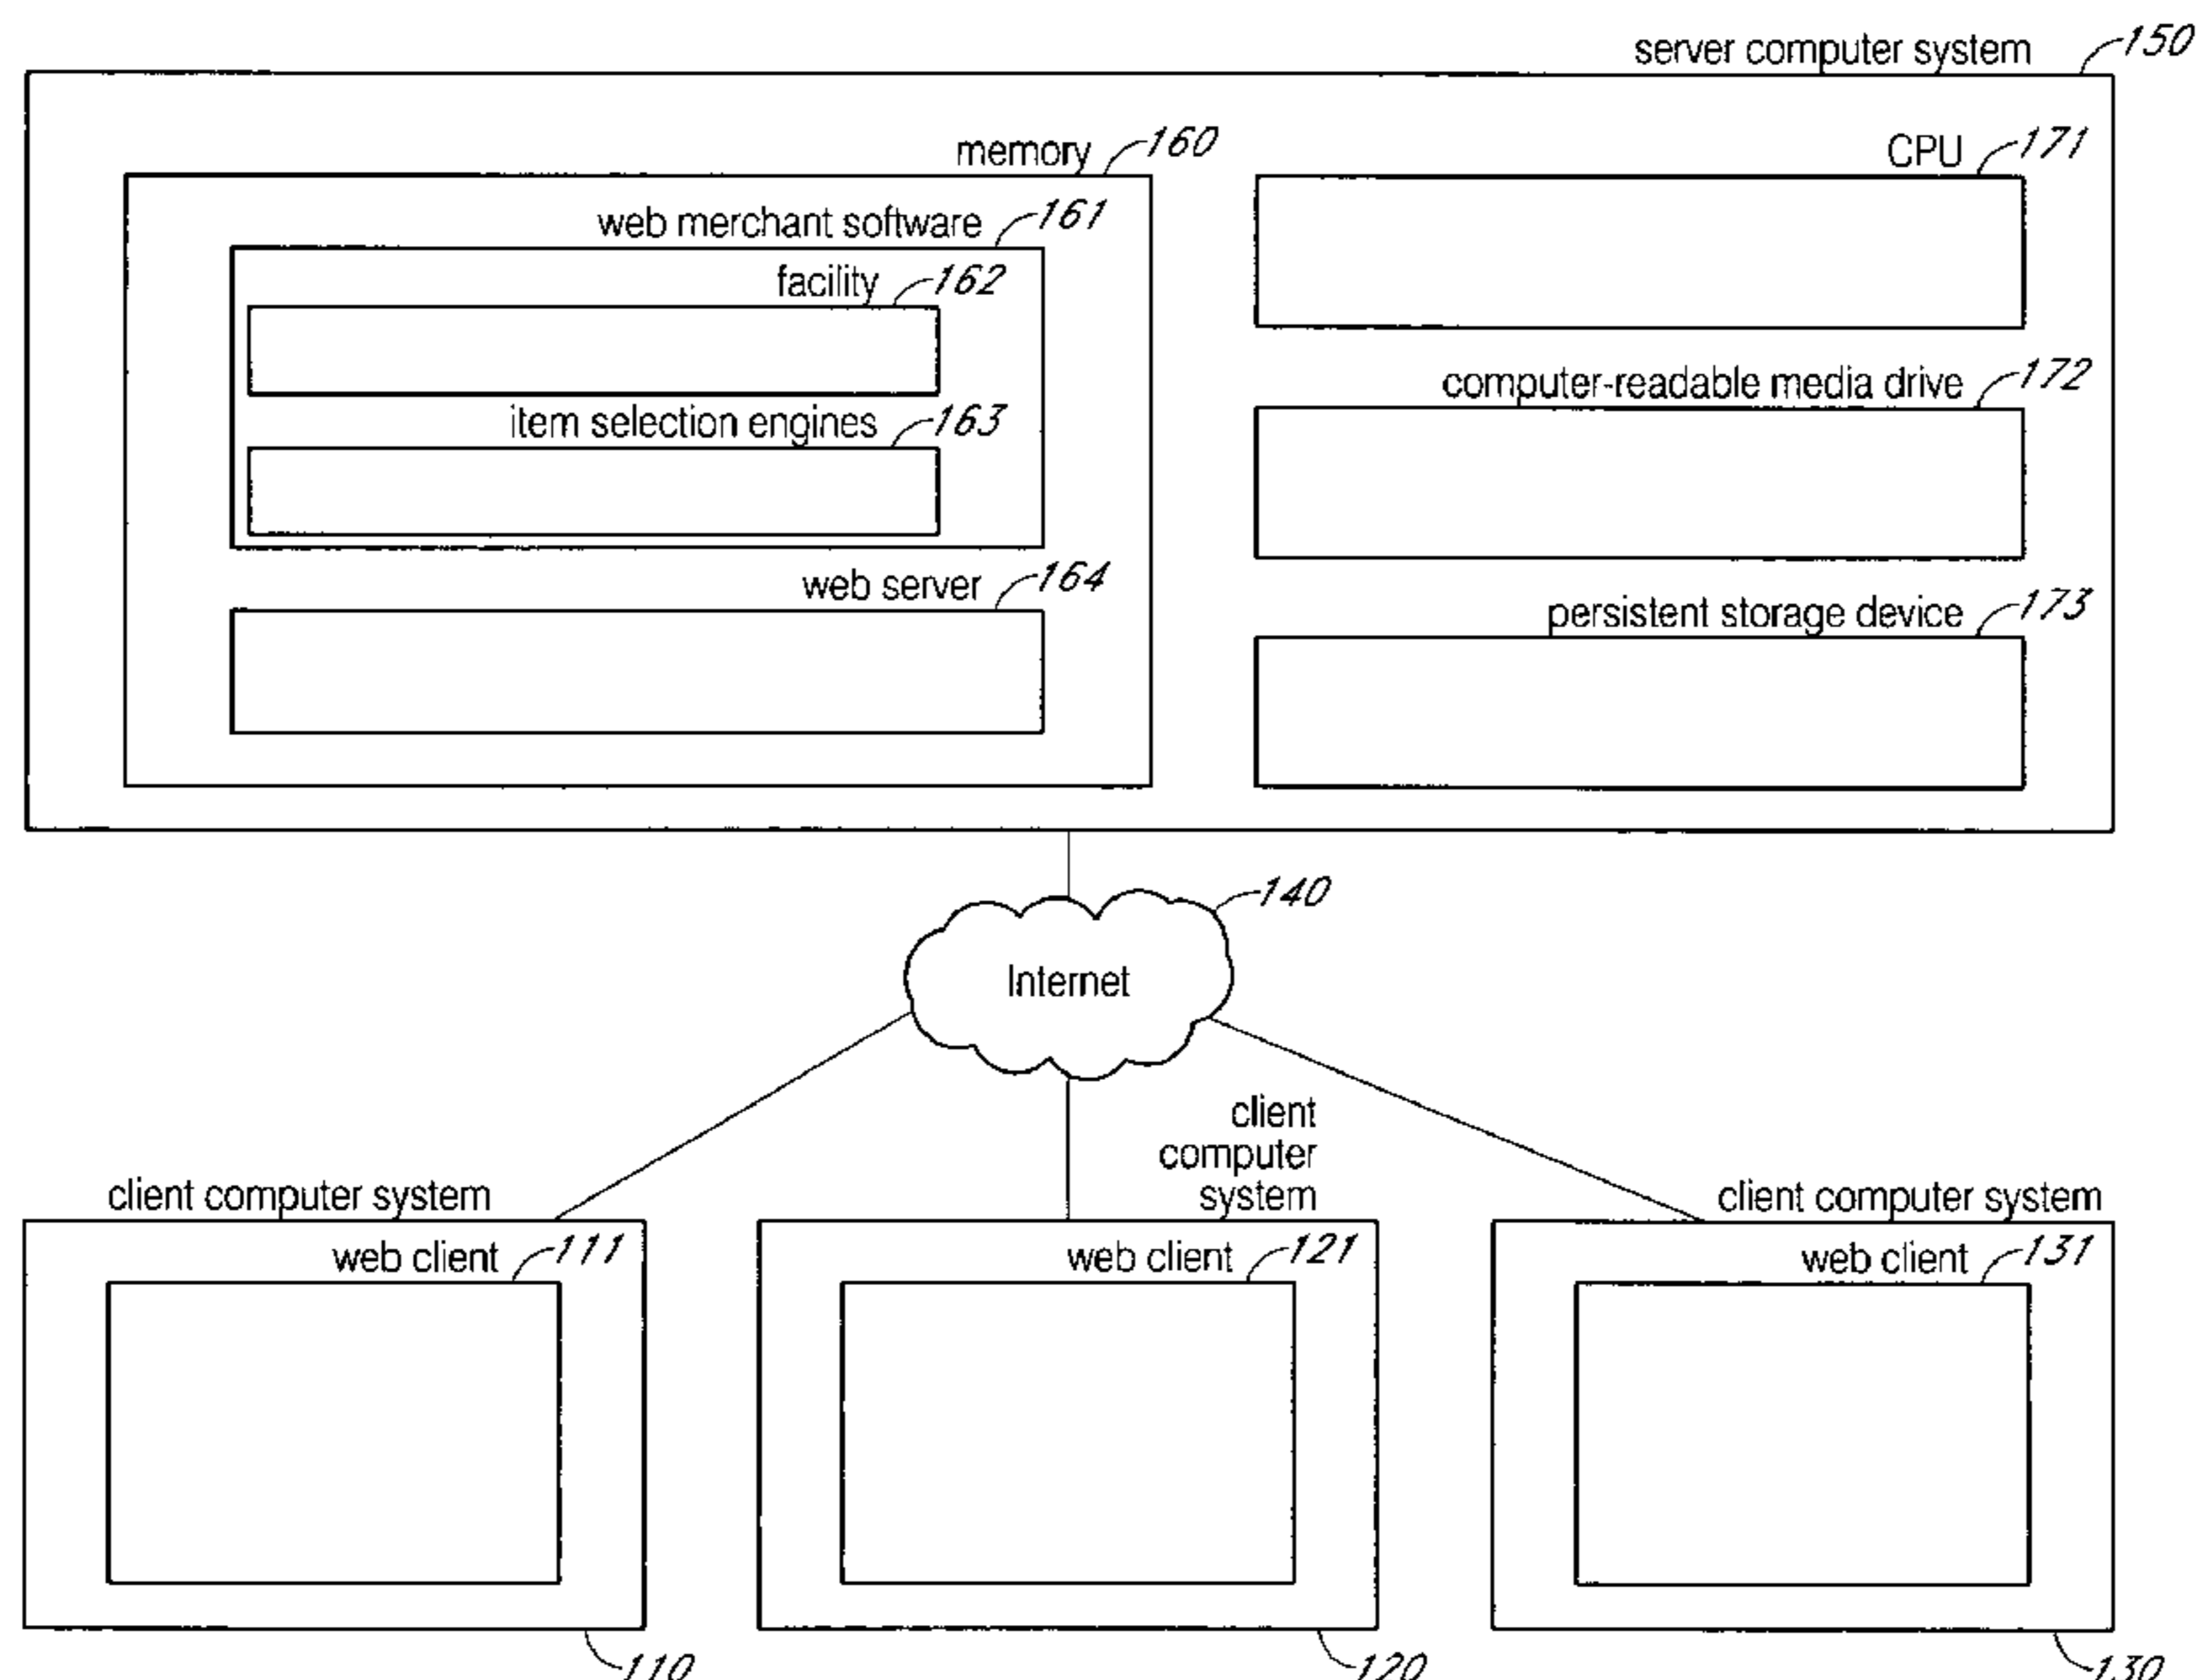 server computer system 150
memory 160
CPU 171
web merchant software 161
facility 162
computer-readable media drive 172
item selection engines 163
web server 164
persistent storage device 173
140
Internet
client
computer
system
client computer system
client computer system
web client 111
web client 121
web client 131
110
120
130